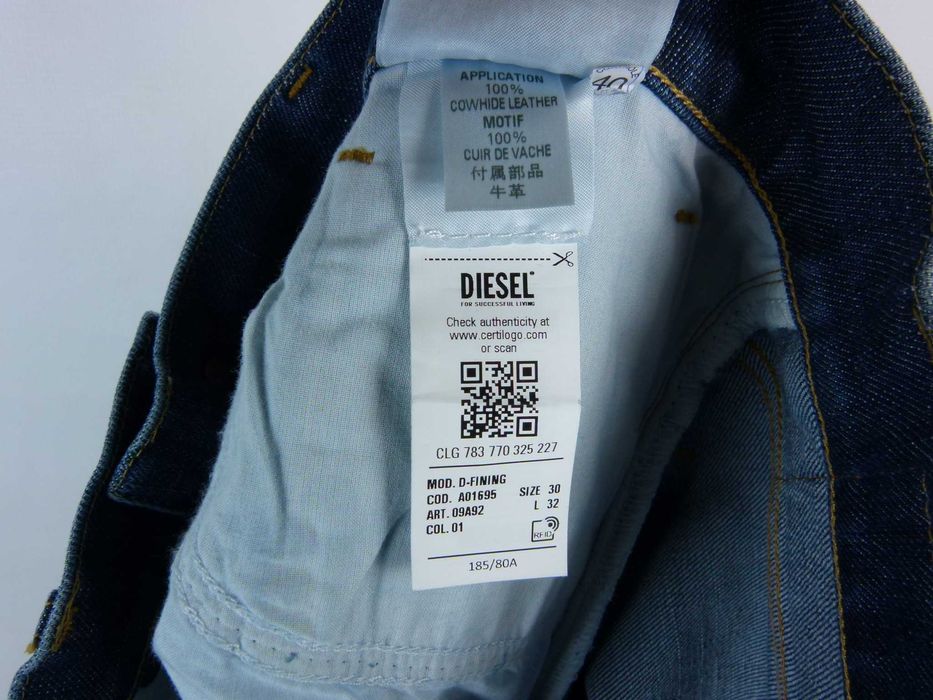 APPLICATION
100%
COWHIDE LEATHER
MOTIF
100%
CUIR DE VACHE
付属部品
牛革
40
DIESEL
FOR SUCCESSFUL LIVING
Check authenticity at
www.certilogo.com
or scan
CLG 783 770 325 227
MOD. D-FINING
COD. A01695 SIZE 30
ART. 09A92 L 32
COL. 01
RFID
185/80A